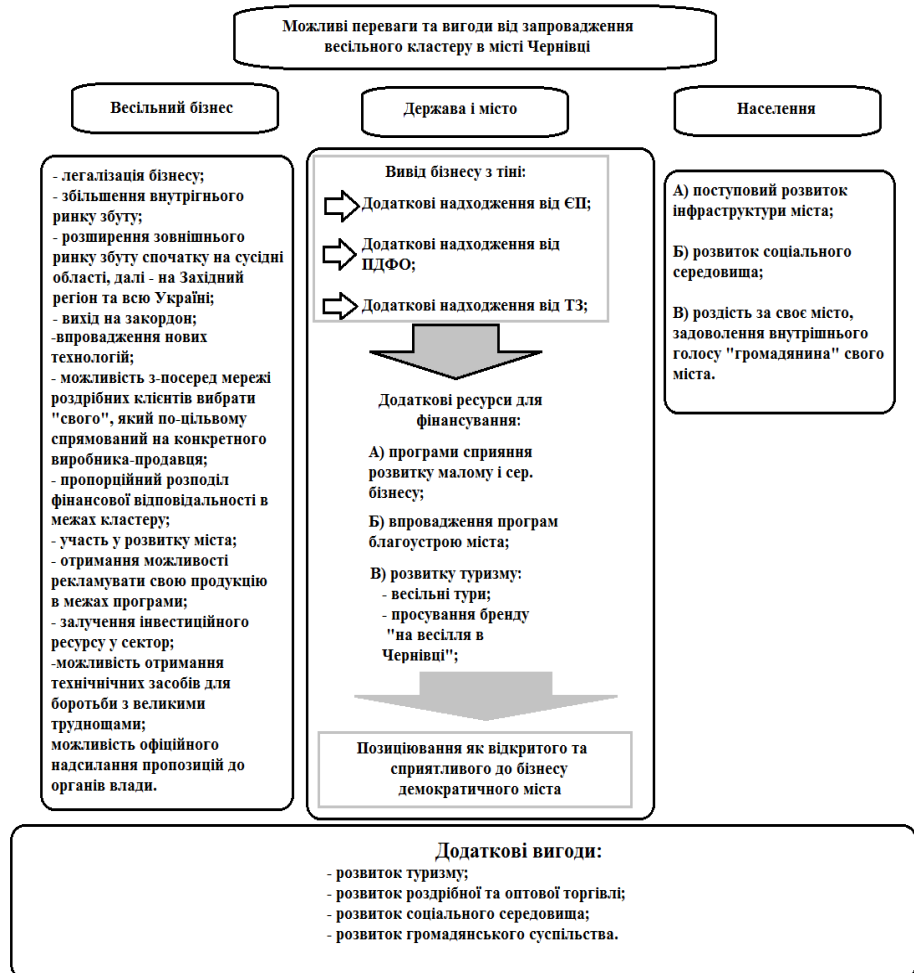 Можливі переваги та вигоди від запровадження
весільного кластеру в місті Чернівці
Весільний бізнес
Держава і місто
Населення
- легалізація бізнесу;
- збільшення внутрігнього
ринку збуту;
- розширення зовнішнього
ринку збуту спочатку на сусідні
області, далі - на Західний
регіон та всю Україні;
- вихід на закордон;
-впровадження нових
технологій;
- можливість з-посеред мережі
роздрібних клієнтів вибрати
"свого", який по-цільвому
спрямований на конкретного
виробника-продавця;
- пропорційний розподіл
фінансової відповідальності в
межах кластеру;
- участь у розвитку міста;
- отримання можливості
рекламувати свою продукцію
в межах програми;
- залучення інвестиційного
ресурсу у сектор;
-можливість отримання
технічнічних засобів для
боротьби з великими
труднощами;
можливість офіційного
надсилання пропозицій до
органів влади.
Вивід бізнесу з тіні:
Додаткові надходження від ЄП;
Додаткові надходження від
ПДФО;
Додаткові надходження від ТЗ;
Додаткові ресурси для
фінансування:
А) програми сприяння
розвитку малому і сер.
бізнесу;
Б) впровадження програм
благоустрою міста;
В) розвитку туризму:
- весільні тури;
- просування бренду
"на весілля в
Чернівці";
Позиціювання як відкритого та
сприятливого до бізнесу
демократичного міста
А) поступовий розвиток
інфраструктури міста;
Б) розвиток соціального
середовища;
В) роздість за своє місто,
задоволення внутрішнього
голосу "громадянина" свого
міста.
Додаткові вигоди:
- розвиток туризму;
- розвиток роздрібної та оптової торгівлі;
- розвиток соціального середовища;
- розвиток громадянського суспільства.